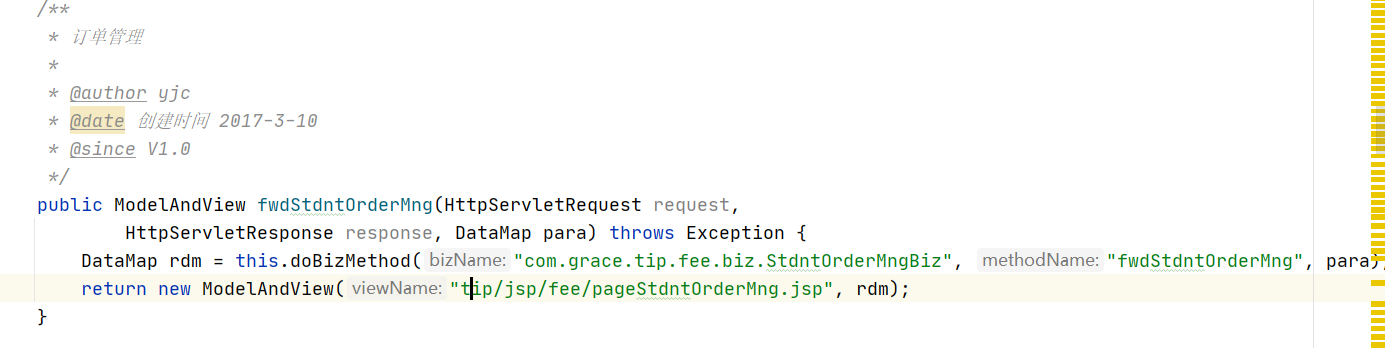 /**
 * 订单管理
 *
 * @author yjc
 * @date 创建时间 2017-3-10
 * @since V1.0
 */
public ModelAndView fwdStdntOrderMng(HttpServletRequest request,
        HttpServletResponse response, DataMap para) throws Exception {
    DataMap rdm = this.doBizMethod( bizName: "com.grace.tip.fee.biz.StdntOrderMngBiz", methodName: "fwdStdntOrderMng", para);
    return new ModelAndView( viewName: "tip/jsp/fee/pageStdntOrderMng.jsp", rdm);
}